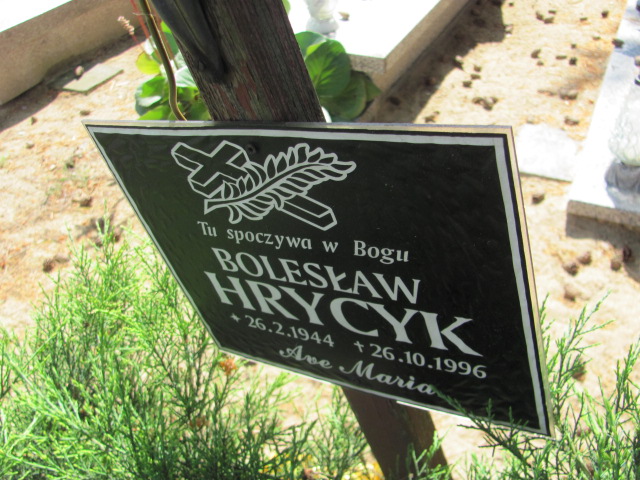 Tu spoczywa w Bogu
BOLESŁAW
HRYCYK
+ 26.2.1944 + 26.10.1996
Ave Maria